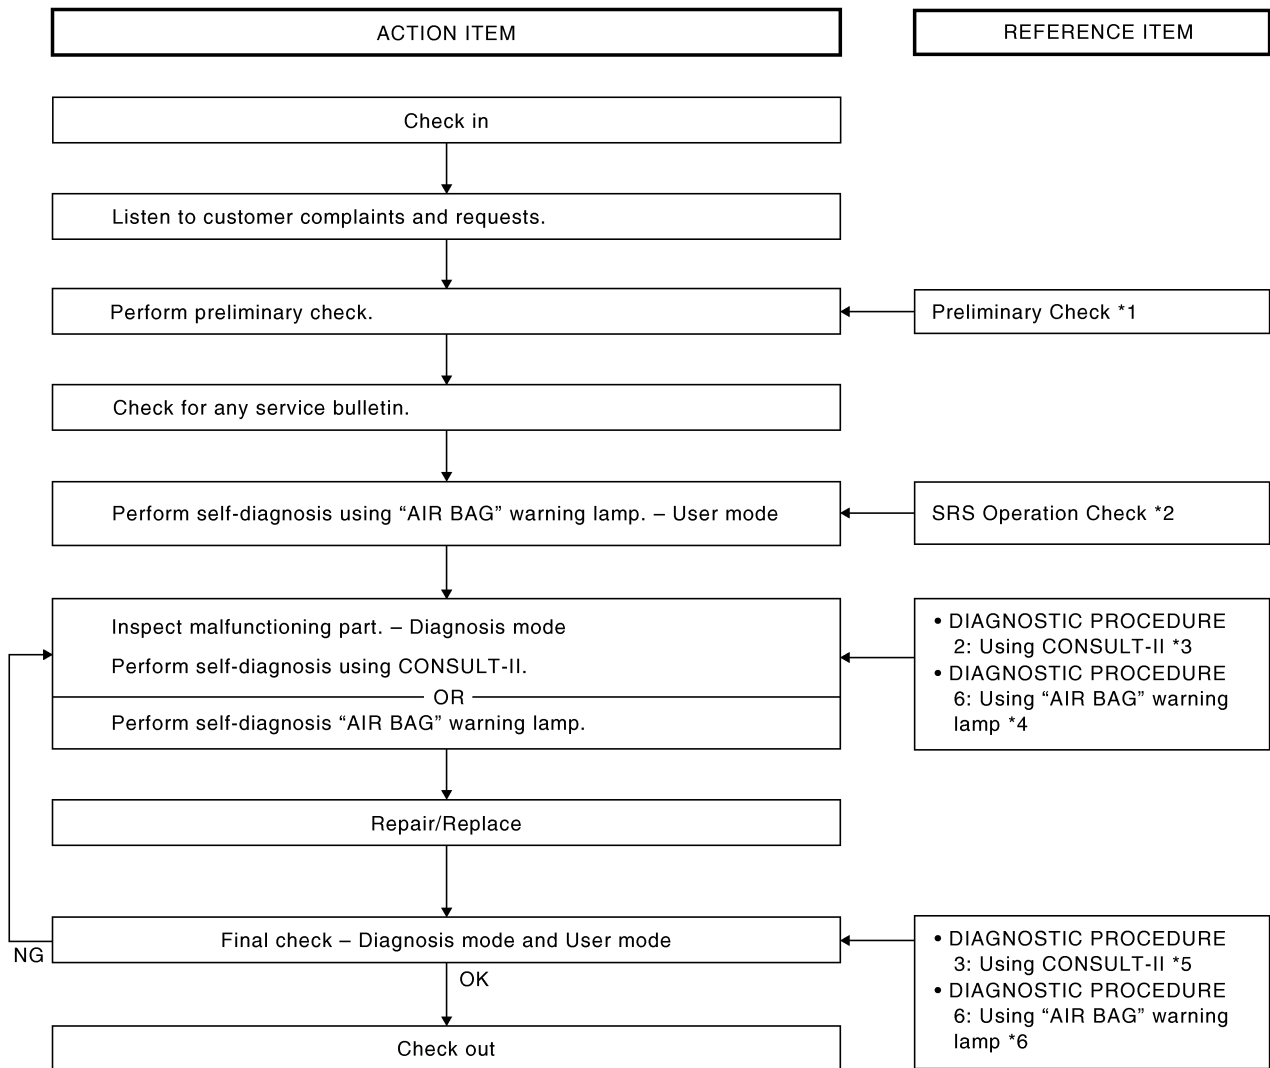 ACTION ITEM
REFERENCE ITEM
Check in
Listen to customer complaints and requests.
Perform preliminary check.
Preliminary Check *1
Check for any service bulletin.
Perform self-diagnosis using “AIR BAG” warning lamp. – User mode
SRS Operation Check *2
Inspect malfunctioning part. – Diagnosis mode
Perform self-diagnosis using CONSULT-II.
OR
Perform self-diagnosis “AIR BAG” warning lamp.
• DIAGNOSTIC PROCEDURE
2: Using CONSULT-II *3
• DIAGNOSTIC PROCEDURE
6: Using “AIR BAG” warning
lamp *4
Repair/Replace
Final check – Diagnosis mode and User mode
NG
OK
• DIAGNOSTIC PROCEDURE
3: Using CONSULT-II *5
• DIAGNOSTIC PROCEDURE
6: Using “AIR BAG” warning
lamp *6
Check out